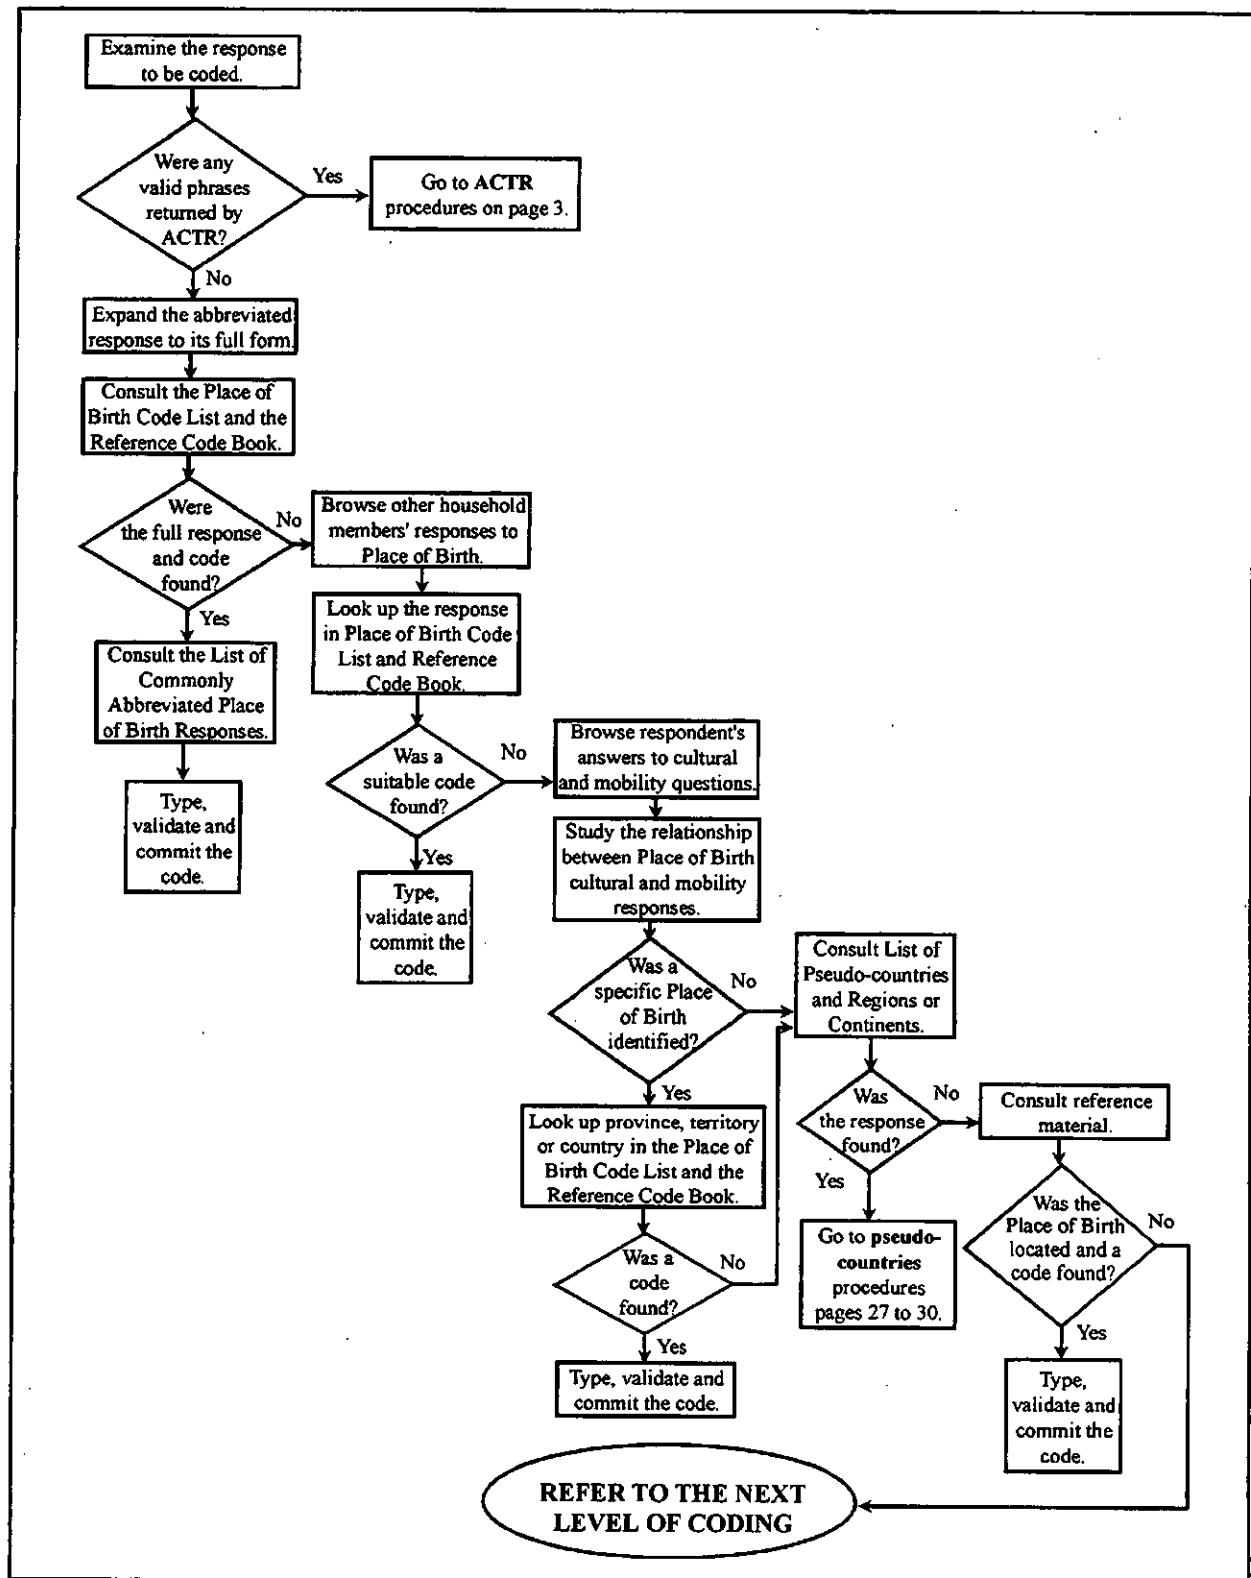 Examine the response
to be coded.
Were any
valid phrases
returned by
ACTR?
Yes
Go to ACTR
procedures on page 3.
No
Expand the abbreviated
response to its full form.
Consult the Place of
Birth Code List and the
Reference Code Book.
Were
the full response
and code
found?
No
Browse other household
members' responses to
Place of Birth.
Yes
Consult the List of
Commonly
Abbreviated Place
of Birth Responses.
Type,
validate and
commit the
code.
Look up the response
in Place of Birth Code
List and Reference
Code Book.
Was a
suitable code
found?
No
Browse respondent's
answers to cultural
and mobility questions.
Yes
Type,
validate and
commit the
code.
Study the relationship
between Place of Birth
cultural and mobility
responses.
Was a
specific Place
of Birth
identified?
No
Consult List of
Pseudo-countries
and Regions or
Continents.
Yes
Look up province, territory
or country in the Place of
Birth Code List and the
Reference Code Book.
Was a
code
found?
No
Yes
Type, validate and
commit the code.
Was
the response
found?
No
Consult reference
material.
Yes
Go to pseudo-
countries
procedures
pages 27 to 30.
Was the
Place of Birth
located and a
code found?
No
Yes
Type,
validate and
commit the
code.
REFER TO THE NEXT
LEVEL OF CODING